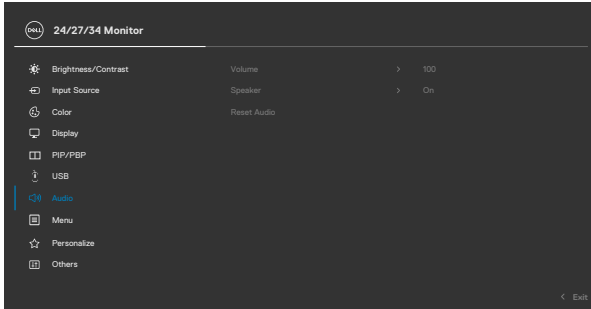 DELL 24/27/34 Monitor
Brightness/Contrast Volume > 100
Input Source Speaker > On
Color Reset Audio
Display
PIP/PBP
USB
Audio
Menu
Personalize
Others
< Exit